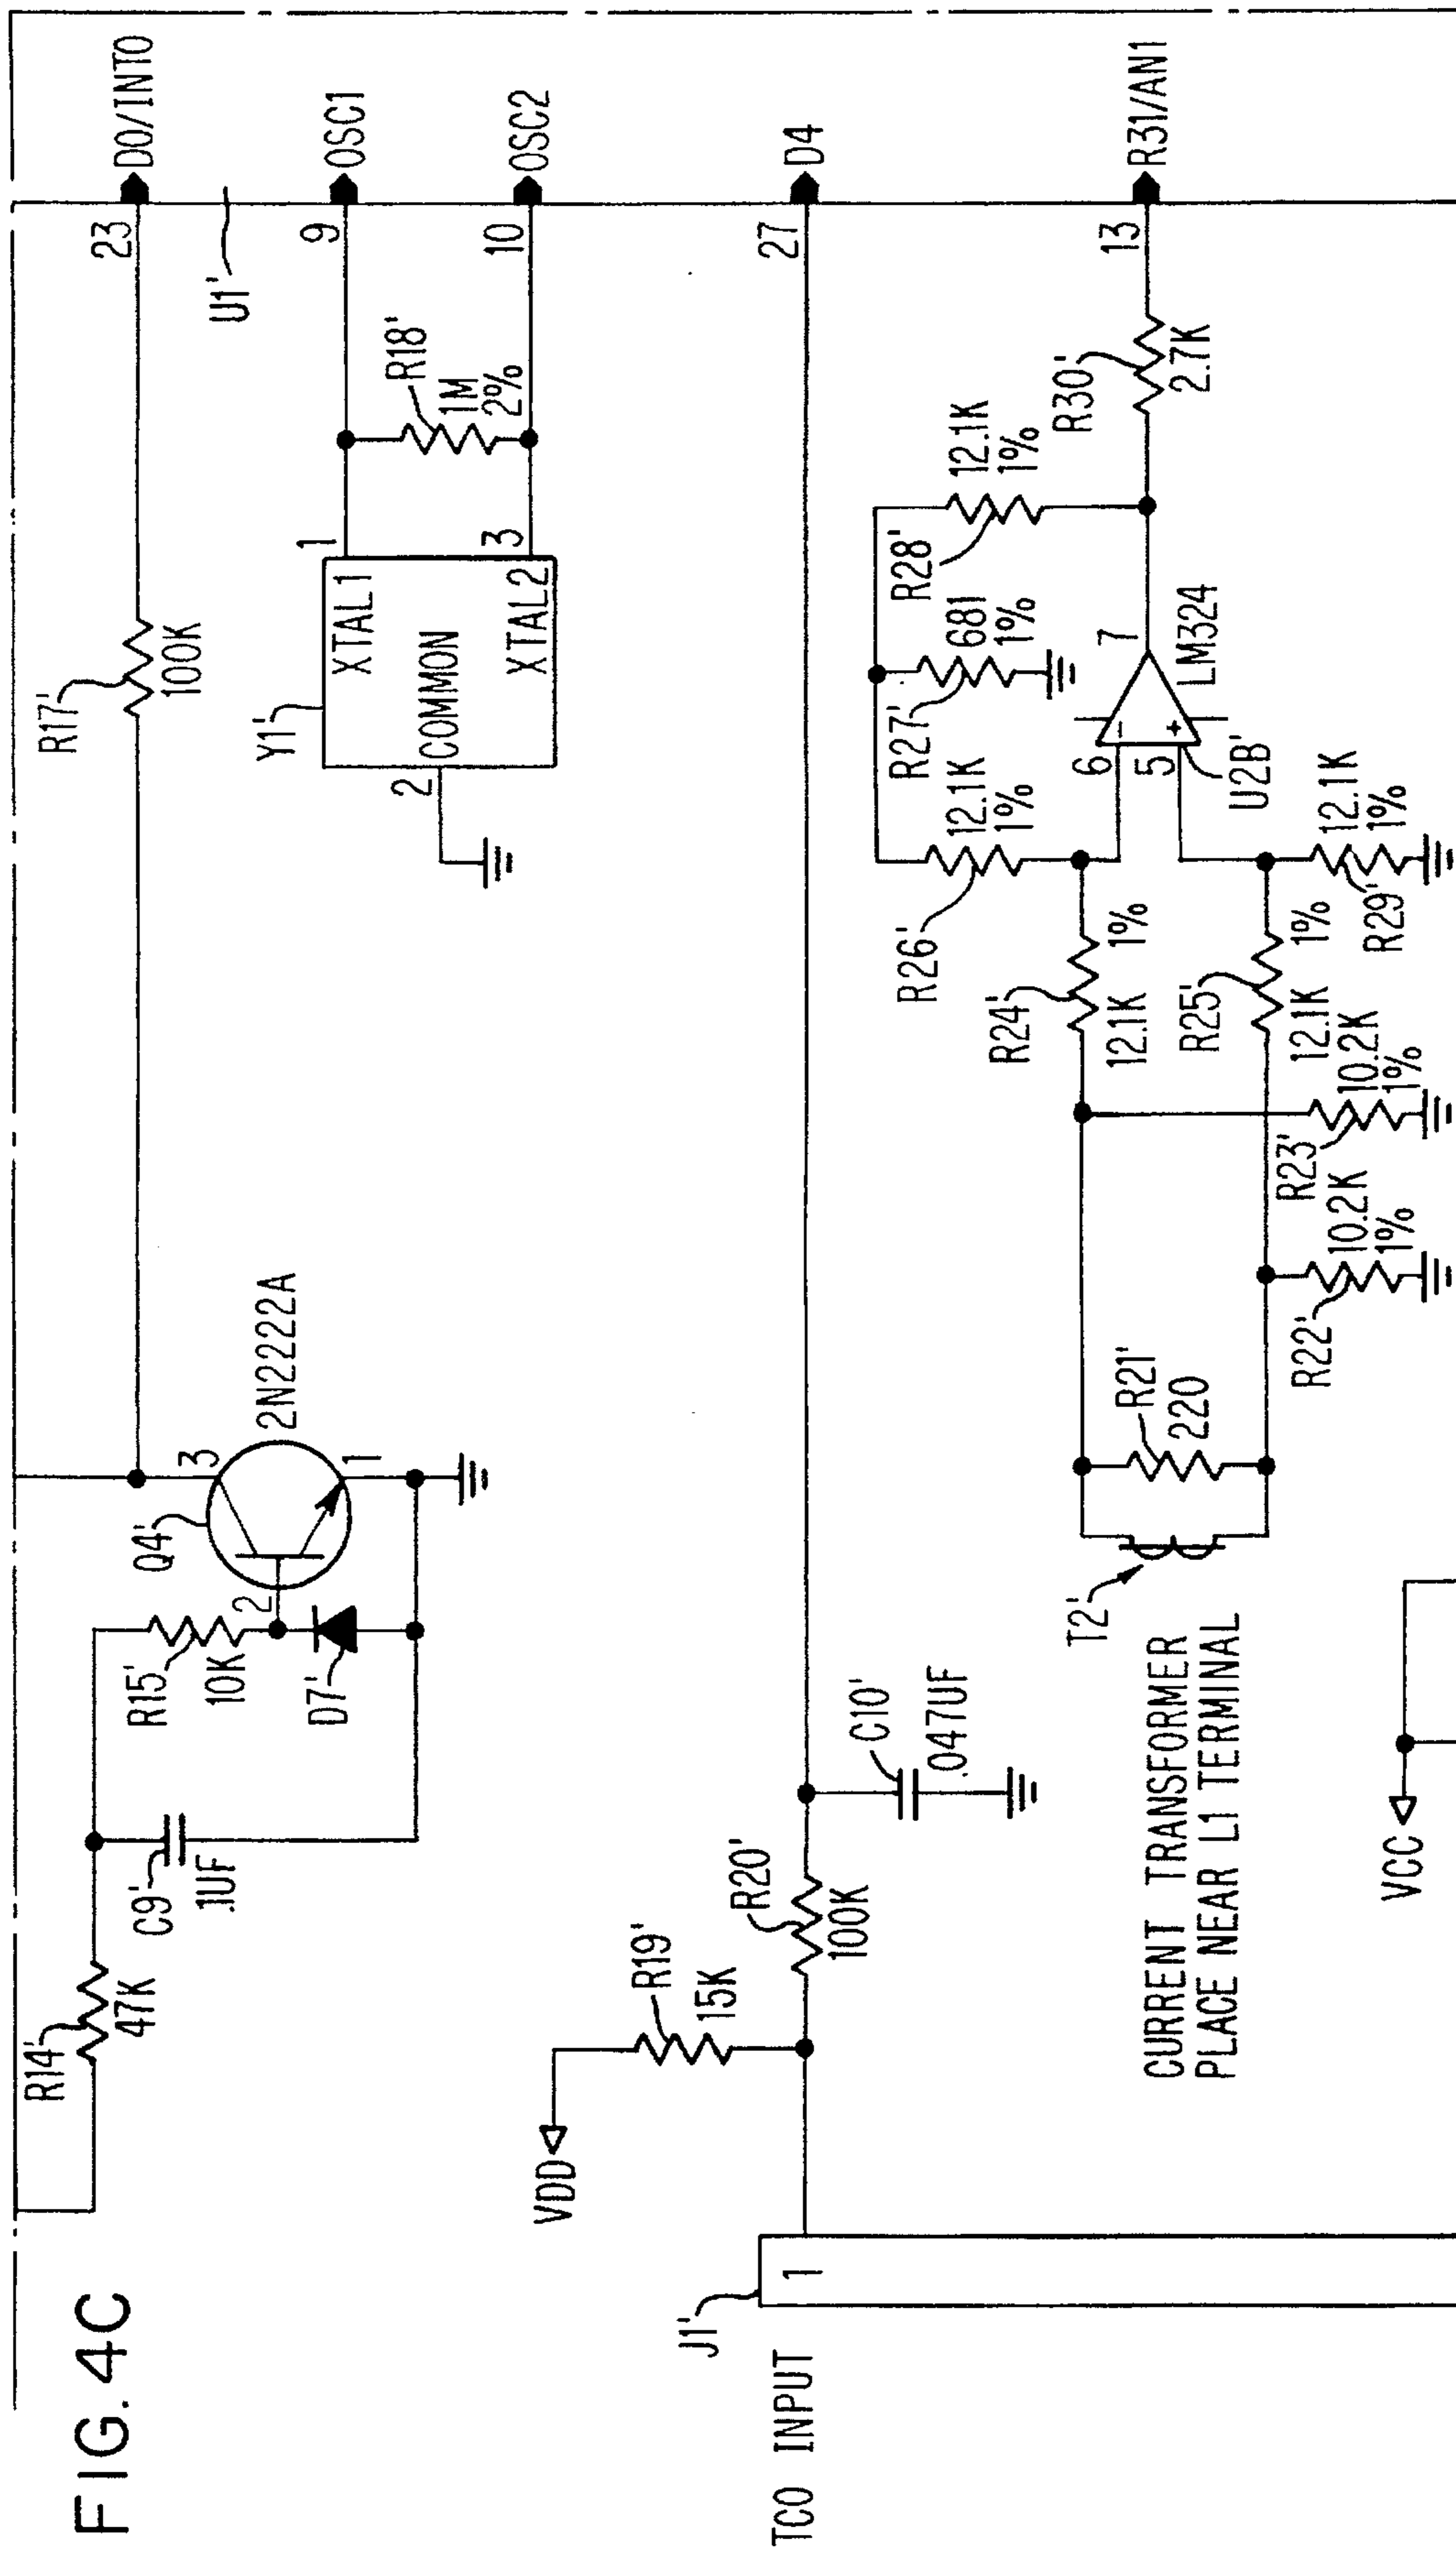 FIG. 4C
R14'
47K
C9'
.1UF
R15'
10K
D7'
Q4'
2
3
1
2N2222A
R17'
100K
23
D0/INT0
U1'
Y1'
XTAL1
COMMON
XTAL2
2
1
3
R18'
1M
2%
9
OSC1
10
OSC2
VDD
R19'
15K
R20'
100K
C10'
.047UF
27
D4
J1'
1
TCO INPUT
CURRENT TRANSFORMER
PLACE NEAR L1 TERMINAL
T2'
R21'
220
R22'
10.2K
1%
R23'
10.2K
1%
R24'
12.1K
1%
R25'
12.1K
1%
R26'
12.1K
1%
R27'
681
1%
R28'
12.1K
1%
R29'
12.1K
1%
6
5
7
-
+
U2B'
LM324
R30'
2.7K
13
R31/AN1
VCC